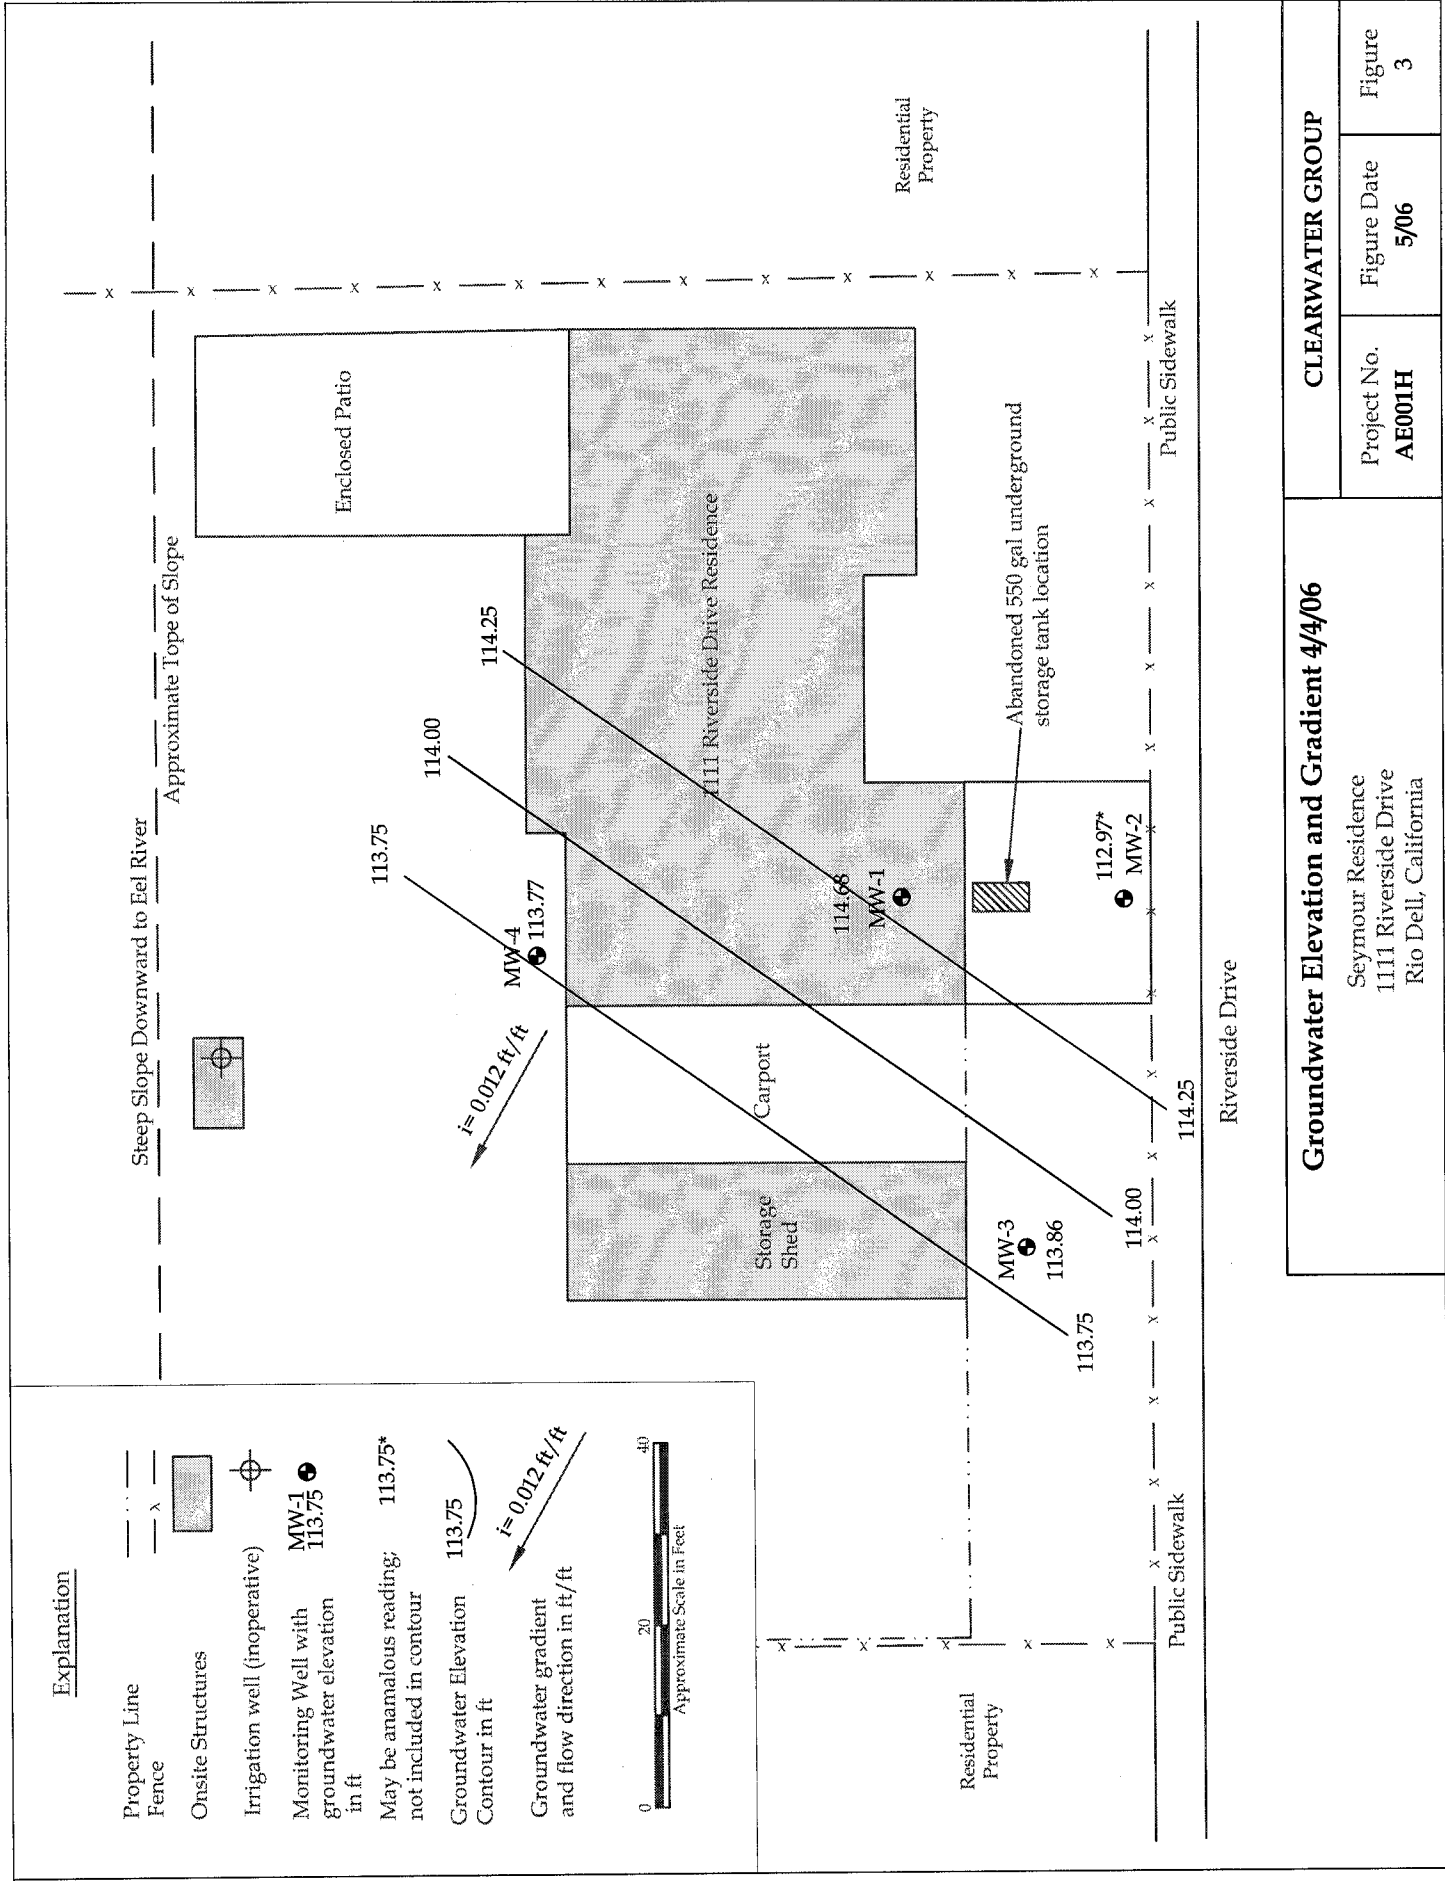 Explanation
Property Line
Fence
Onsite Structures
Irrigation well (inoperative)
Monitoring Well with
groundwater elevation
in ft
MW-1
113.75
May be anamalous reading;
not included in contour
113.75*
Groundwater Elevation
Contour in ft
113.75
Groundwater gradient
and flow direction in ft/ft
i= 0.012 ft/ft
0
20
40
Approximate Scale in Feet
Steep Slope Downward to Eel River
Approximate Tope of Slope
Enclosed Patio
Residential
Property
113.75
114.00
114.25
MW-4
113.77
i= 0.012 ft/ft
1111 Riverside Drive Residence
Storage
Shed
Carport
114.68
MW-1
Abandoned 550 gal underground
storage tank location
MW-3
113.86
112.97*
MW-2
113.75
114.00
114.25
Residential
Property
Public Sidewalk
Public Sidewalk
Riverside Drive
Groundwater Elevation and Gradient 4/4/06
Seymour Residence
1111 Riverside Drive
Rio Dell, California
CLEARWATER GROUP
Project No.
AE001H
Figure Date
5/06
Figure
3